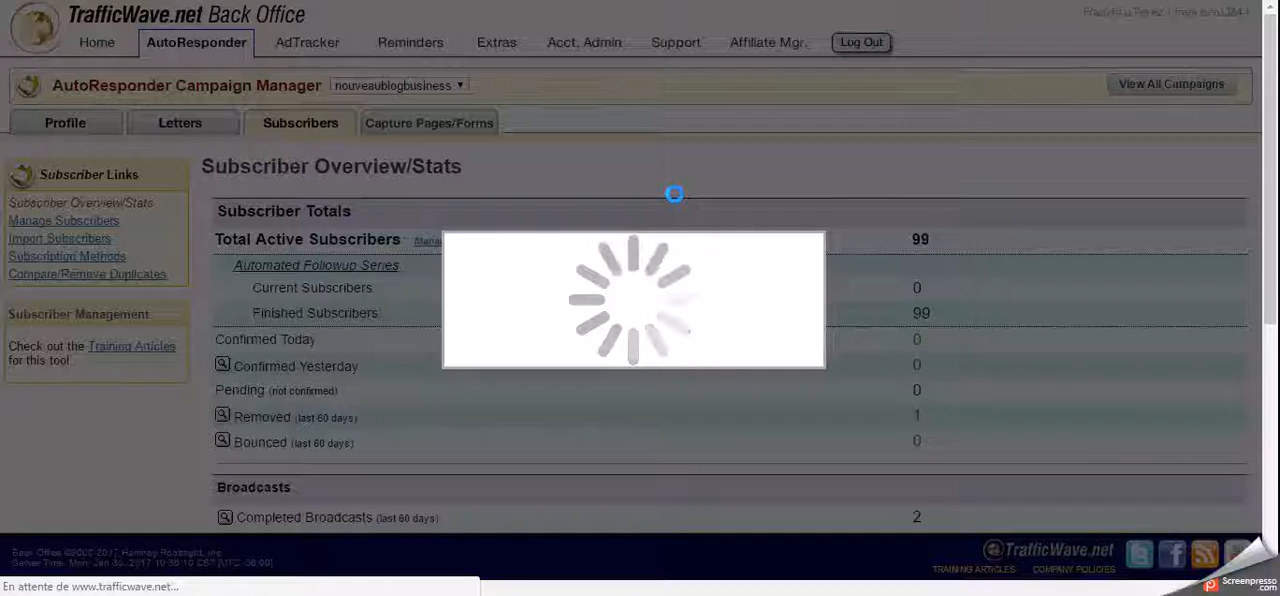 TrafficWave.net Back Office
Home AutoResponder AdTracker Reminders Extras Acct. Admin Support Affiliate Mgr. Log Out
AutoResponder Campaign Manager nouveaublogbusiness View All Campaigns
Profile Letters Subscribers Capture Pages/Forms
Subscriber Links
Subscriber Overview/Stats
Manage Subscribers
Import Subscribers
Subscription Methods
Compare/Remove Duplicates
Subscriber Management
Check out the Training Articles
for this tool.
Subscriber Overview/Stats
Subscriber Totals
Total Active Subscribers 99
Automated Followup Series
Current Subscribers 0
Finished Subscribers 99
Confirmed Today 0
Confirmed Yesterday 0
Pending (not confirmed) 0
Removed (last 60 days) 1
Bounced (last 60 days) 0
Broadcasts
Completed Broadcasts (last 60 days) 2
TrafficWave.net
TRAINING ARTICLES COMPANY POLICIES
En attente de www.trafficwave.net...
Screenpresso
.com